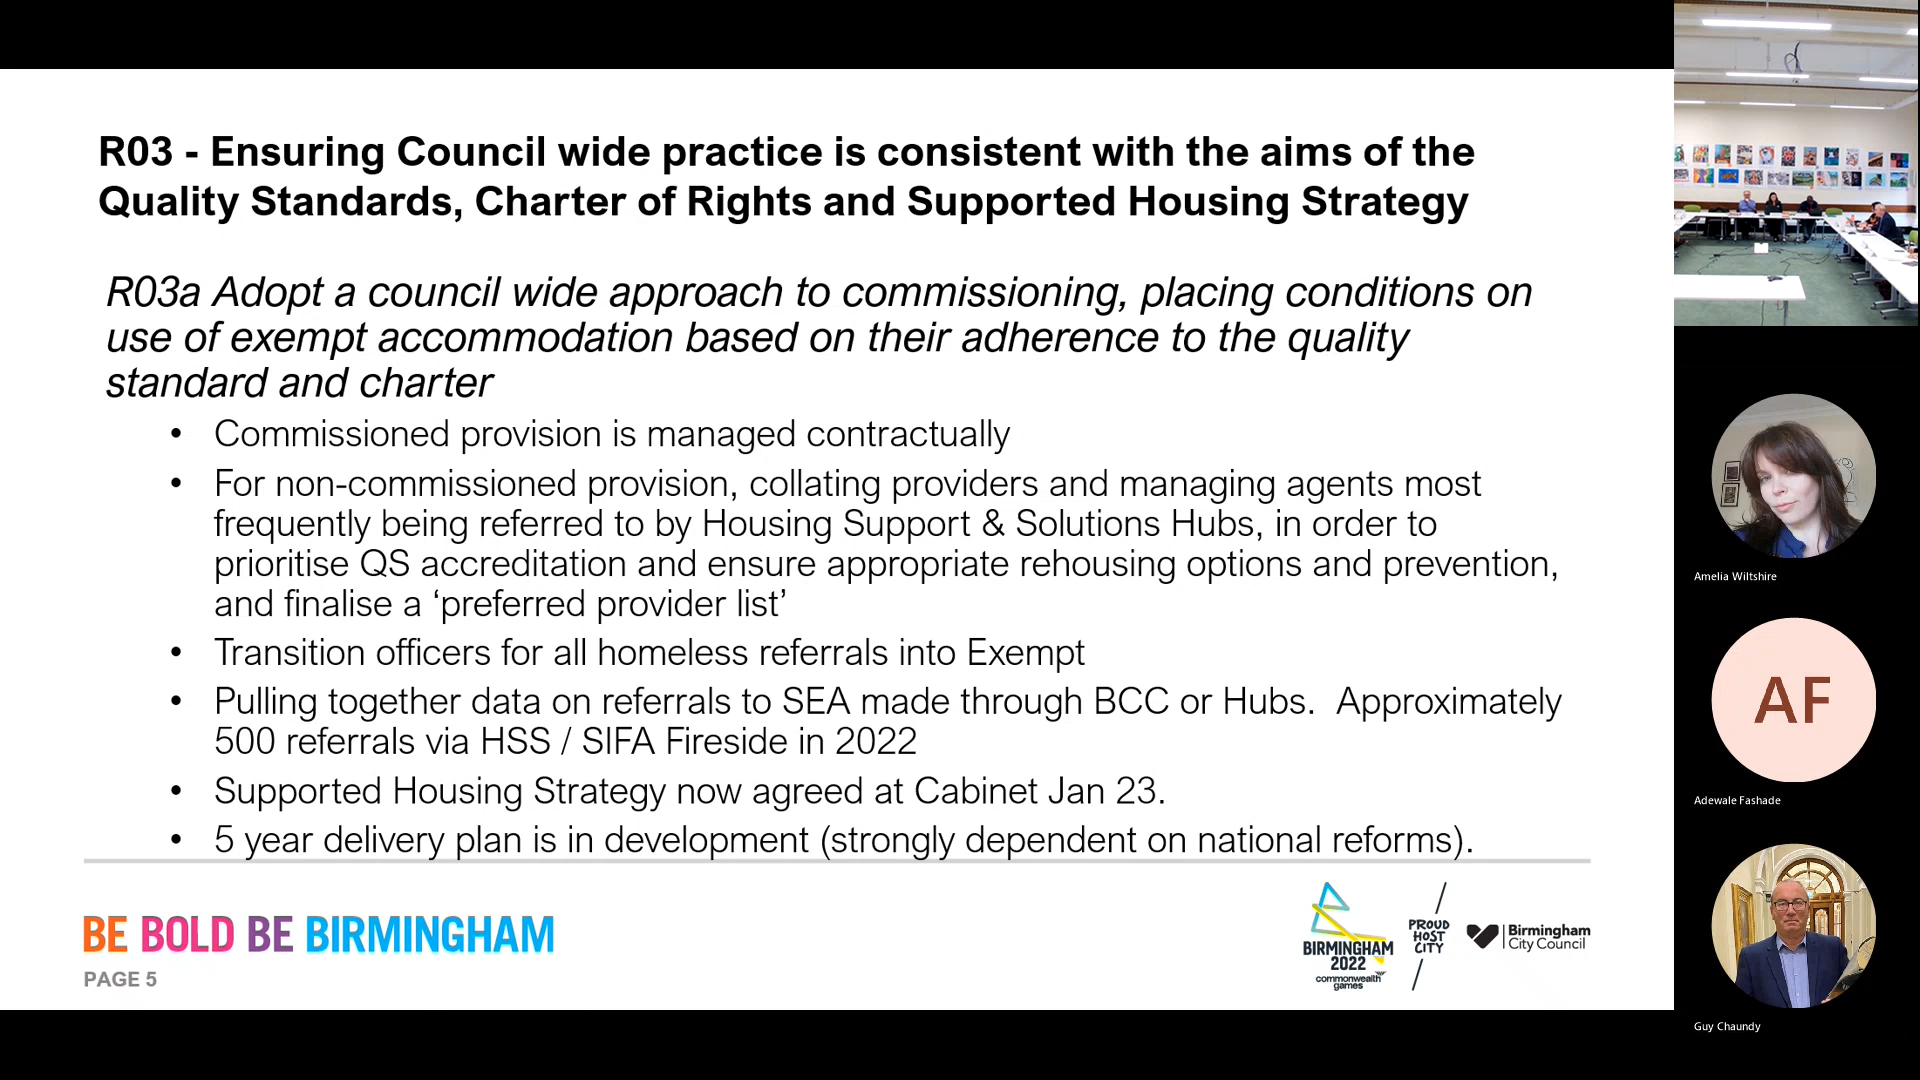 R03 - Ensuring Council wide practice is consistent with the aims of the
Quality Standards, Charter of Rights and Supported Housing Strategy
R03a Adopt a council wide approach to commissioning, placing conditions on
use of exempt accommodation based on their adherence to the quality
standard and charter
• Commissioned provision is managed contractually
• For non-commissioned provision, collating providers and managing agents most
frequently being referred to by Housing Support & Solutions Hubs, in order to
prioritise QS accreditation and ensure appropriate rehousing options and prevention,
and finalise a ‘preferred provider list’
• Transition officers for all homeless referrals into Exempt
• Pulling together data on referrals to SEA made through BCC or Hubs.  Approximately
500 referrals via HSS / SIFA Fireside in 2022
• Supported Housing Strategy now agreed at Cabinet Jan 23.
• 5 year delivery plan is in development (strongly dependent on national reforms).
BE BOLD BE BIRMINGHAM
PAGE 5
BIRMINGHAM
2022
commonwealth
games
PROUD
HOST
CITY
Birmingham
City Council
Amelia Wiltshire
AF
Adewale Fashade
Guy Chaundy